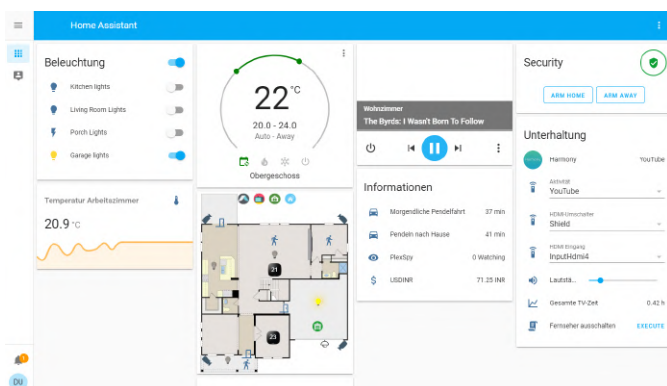 Home Assistant
Beleuchtung
Kitchen lights
Living Room Lights
Porch Lights
Garage lights
Temperatur Arbeitszimmer
20.9 °C
22 °C
20.0 - 24.0
Auto - Away
Obergeschoss
21
23
Wohnzimmer
The Byrds: I Wasn't Born To Follow
Informationen
Morgendliche Pendelfahrt 37 min
Pendeln nach Hause 41 min
PlexSpy 0 Watching
USDINR 71.25 INR
Security
ARM HOME ARM AWAY
Unterhaltung
Harmony YouTube
Aktivität
YouTube
HDMI-Umschalter
Shield
HDMI Eingang
InputHdmi4
Lautstä...
Gesamte TV-Zeit 0.42 h
Fernseher ausschalten EXECUTE
DU